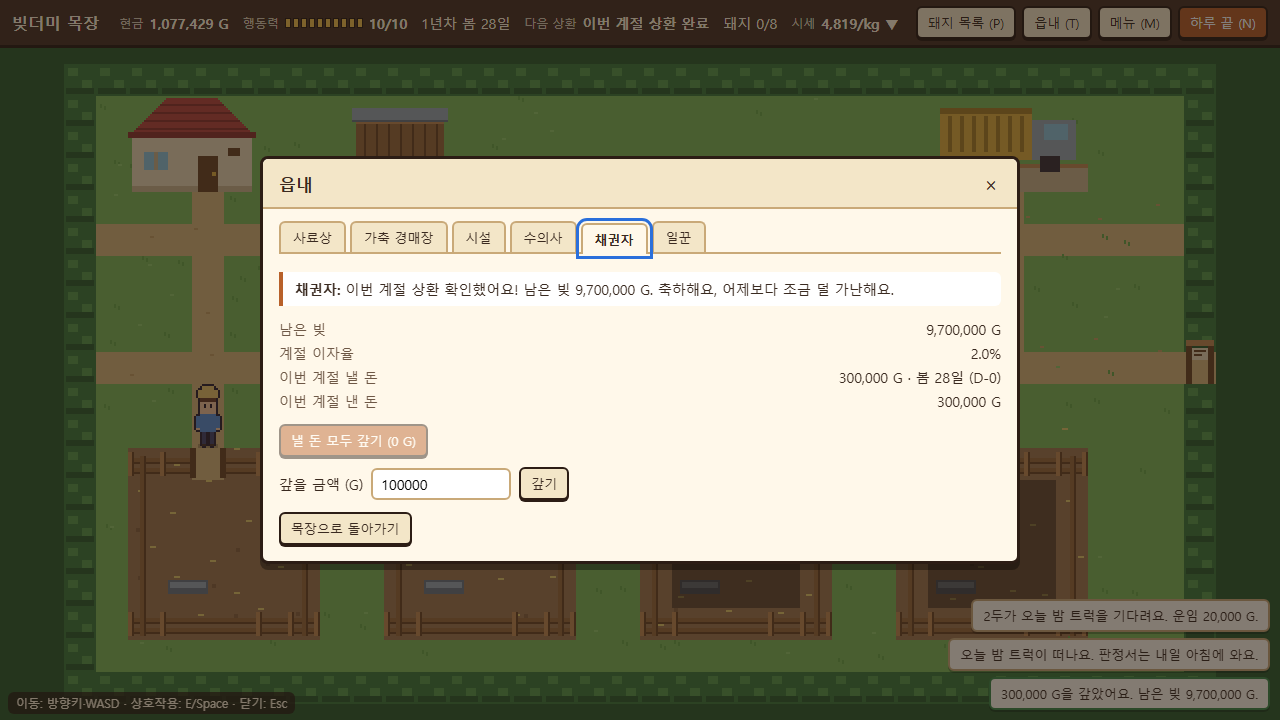 빚더미 목장 현금 1,077,429 G 행동력 10/10 1년차 봄 28일 다음 상환 이번 계절 상환 완료 돼지 0/8 시세 4,819/kg ▼ 돼지 목록 (P) 읍내 (T) 메뉴 (M) 하루 끝 (N)
읍내 ×
사료상 가축 경매장 시설 수의사 채권자 일꾼
채권자: 이번 계절 상환 확인했어요! 남은 빚 9,700,000 G. 축하해요, 어제보다 조금 덜 가난해요.
남은 빚 9,700,000 G
계절 이자율 2.0%
이번 계절 낼 돈 300,000 G · 봄 28일 (D-0)
이번 계절 낸 돈 300,000 G
낼 돈 모두 갚기 (0 G)
갚을 금액 (G) 100000 갚기
목장으로 돌아가기
2두가 오늘 밤 트럭을 기다려요. 운임 20,000 G.
오늘 밤 트럭이 떠나요. 판정서는 내일 아침에 와요.
300,000 G을 갚았어요. 남은 빚 9,700,000 G.
이동: 방향키·WASD · 상호작용: E/Space · 닫기: Esc